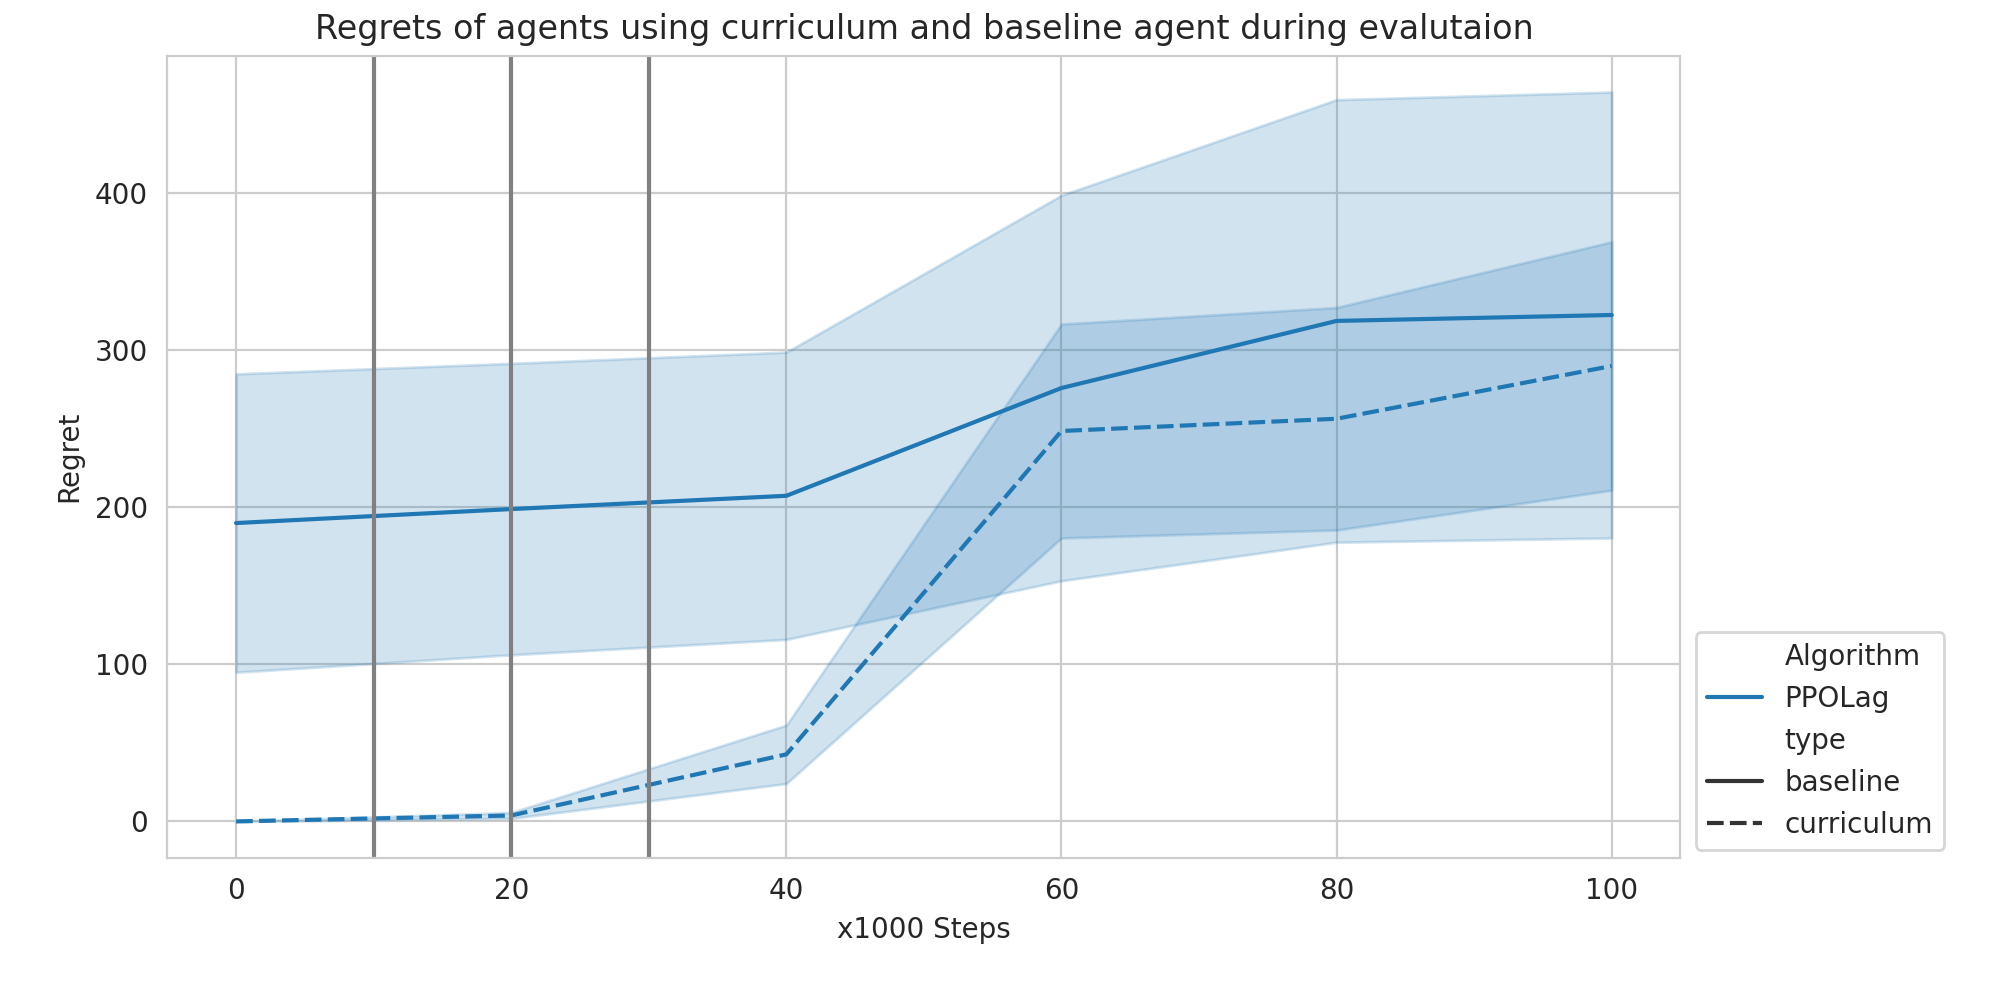 Regrets of agents using curriculum and baseline agent during evalutaion
Regret
400
300
200
100
0
0 20 40 60 80 100
x1000 Steps
Algorithm
PPOLag
type
baseline
curriculum